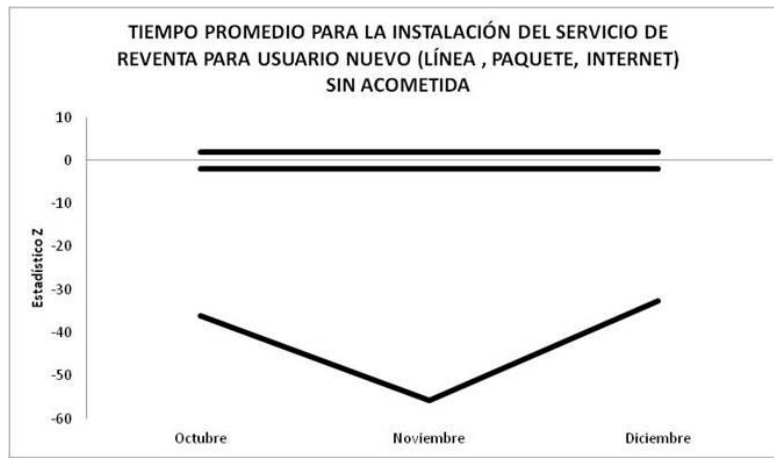 TIEMPO PROMEDIO PARA LA INSTALACIÓN DEL SERVICIO DE
REVENTA PARA USUARIO NUEVO (LÍNEA , PAQUETE, INTERNET)
SIN ACOMETIDA
Estadístico Z
10
0
-10
-20
-30
-40
-50
-60
Octubre
Noviembre
Diciembre